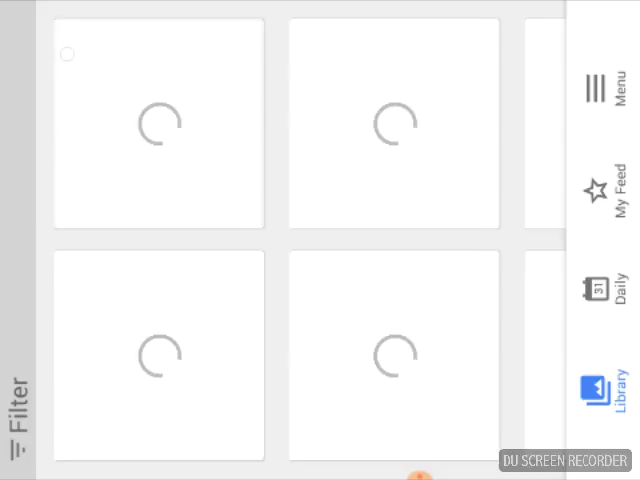 Filter
Library
Daily
31
My Feed
Menu
DU SCREEN RECORDER